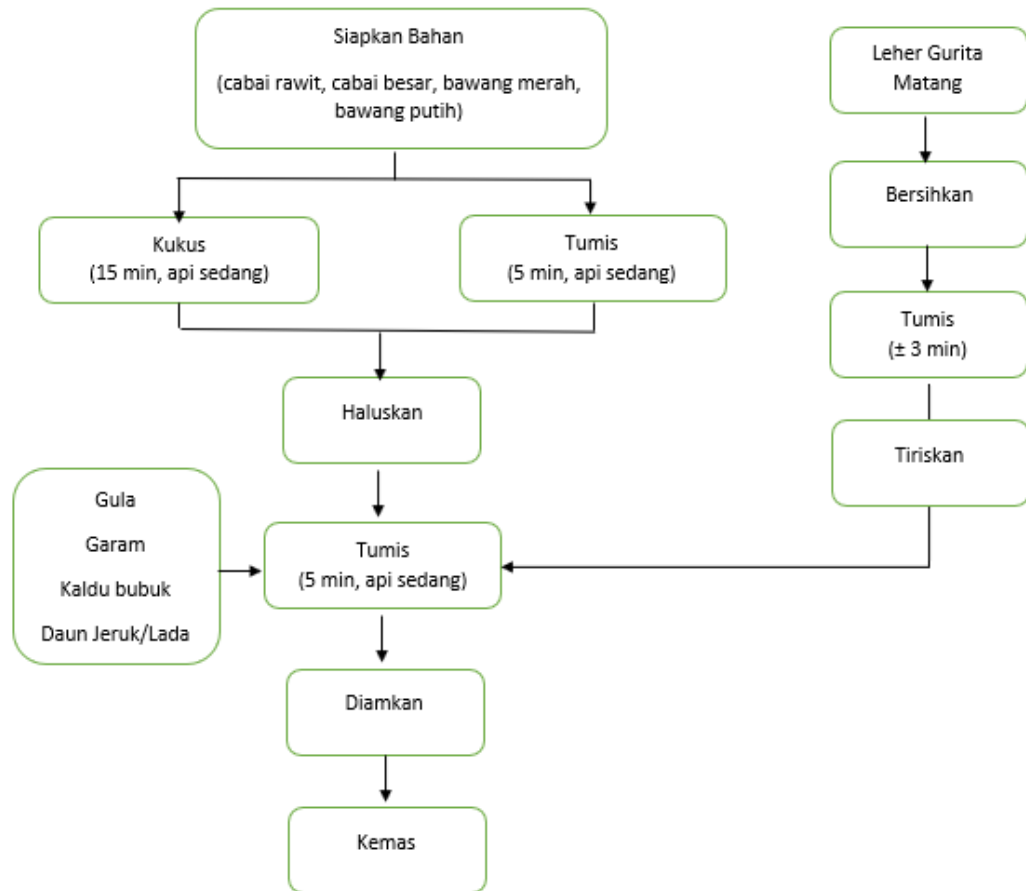 Siapkan Bahan
(cabai rawit, cabai besar, bawang merah,
bawang putih)
Leher Gurita
Matang
Bersihkan
Kukus
(15 min, api sedang)
Tumis
(5 min, api sedang)
Tumis
(± 3 min)
Haluskan
Tiriskan
Gula
Garam
Kaldu bubuk
Daun Jeruk/Lada
Tumis
(5 min, api sedang)
Diamkan
Kemas